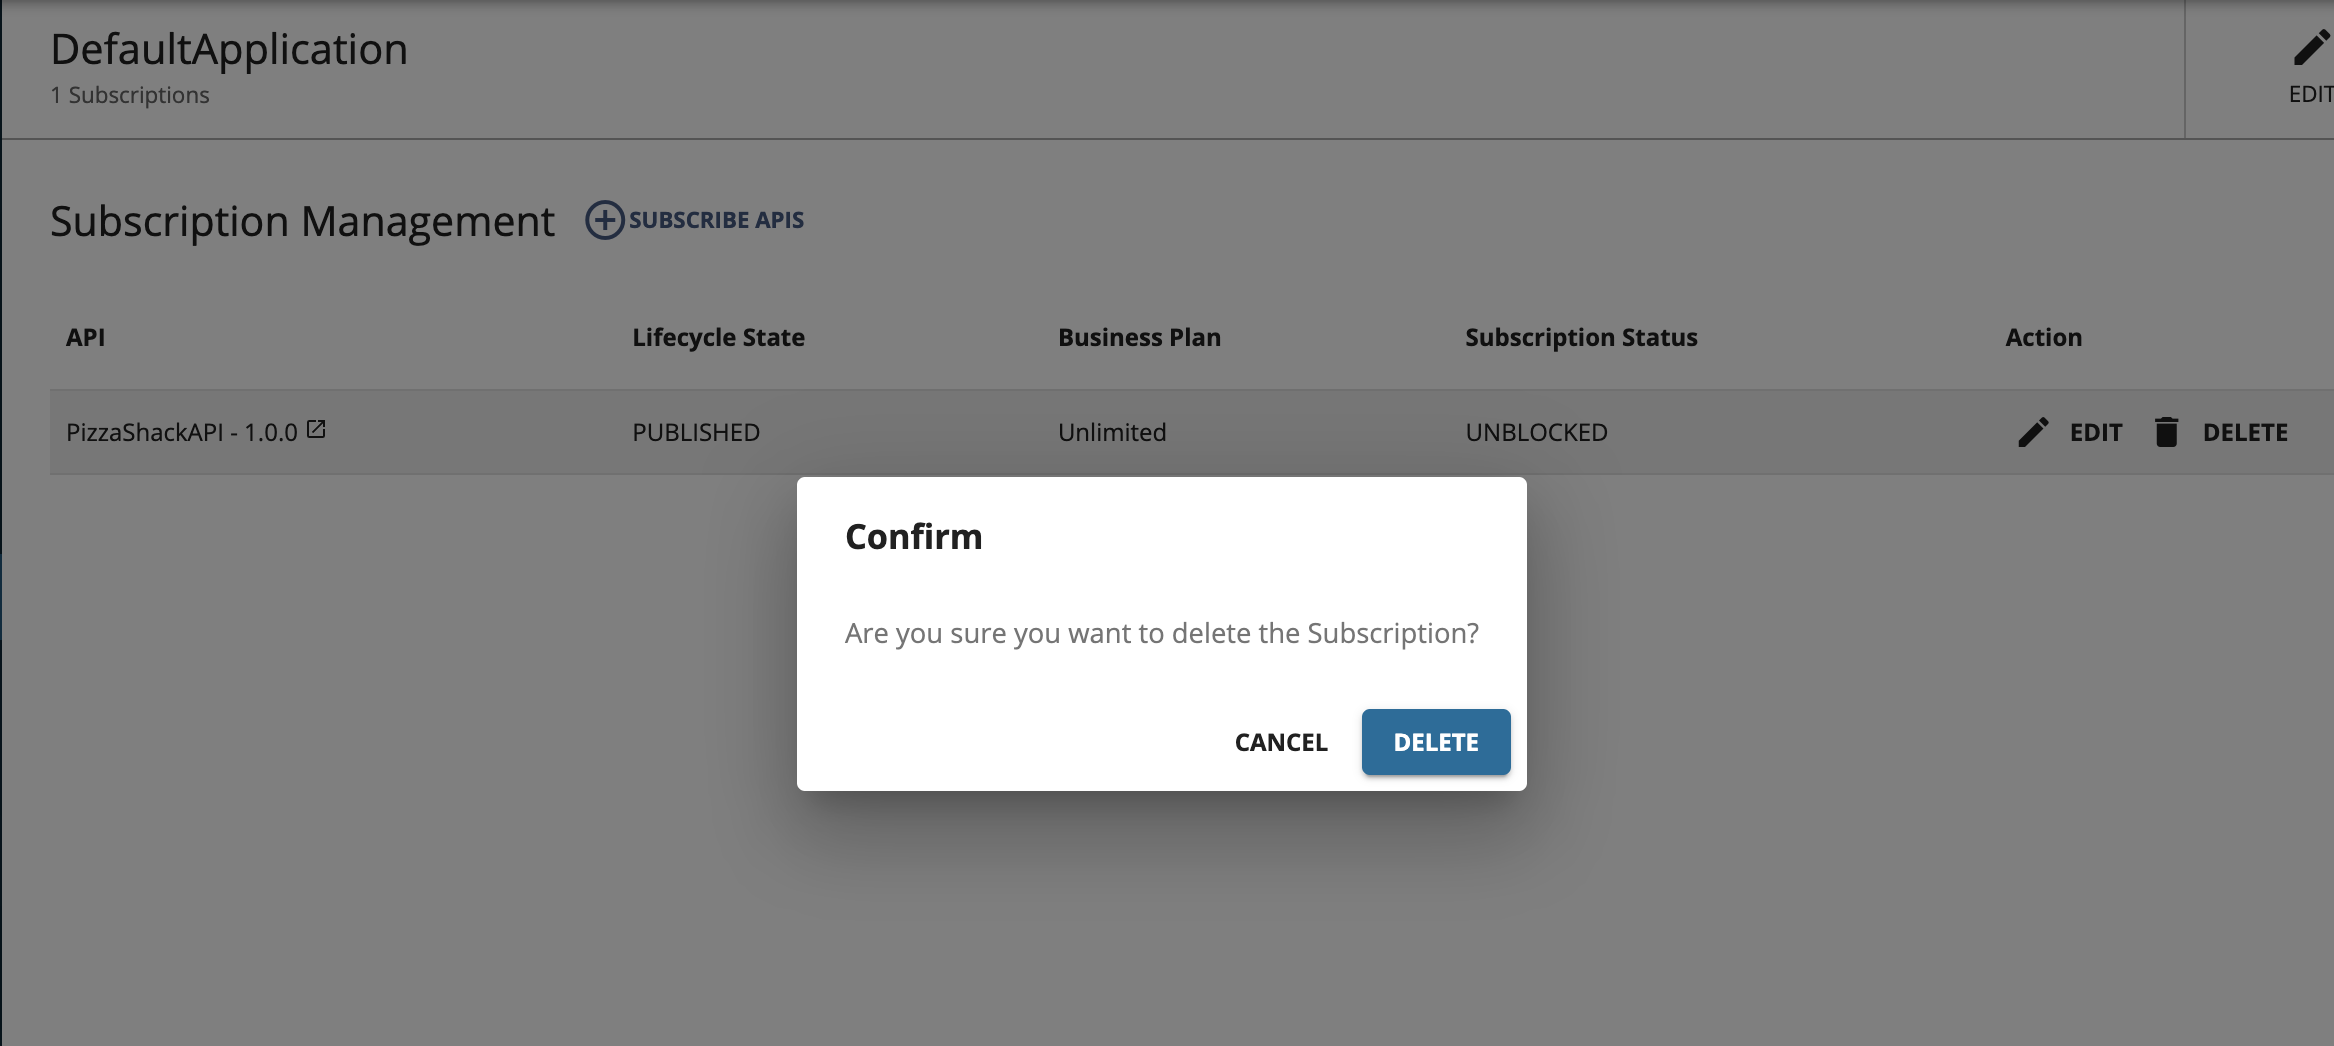 DefaultApplication
1 Subscriptions
EDIT
Subscription Management
SUBSCRIBE APIS
API Lifecycle State Business Plan Subscription Status Action
PizzaShackAPI - 1.0.0 PUBLISHED Unlimited UNBLOCKED EDIT DELETE
Confirm
Are you sure you want to delete the Subscription?
CANCEL DELETE